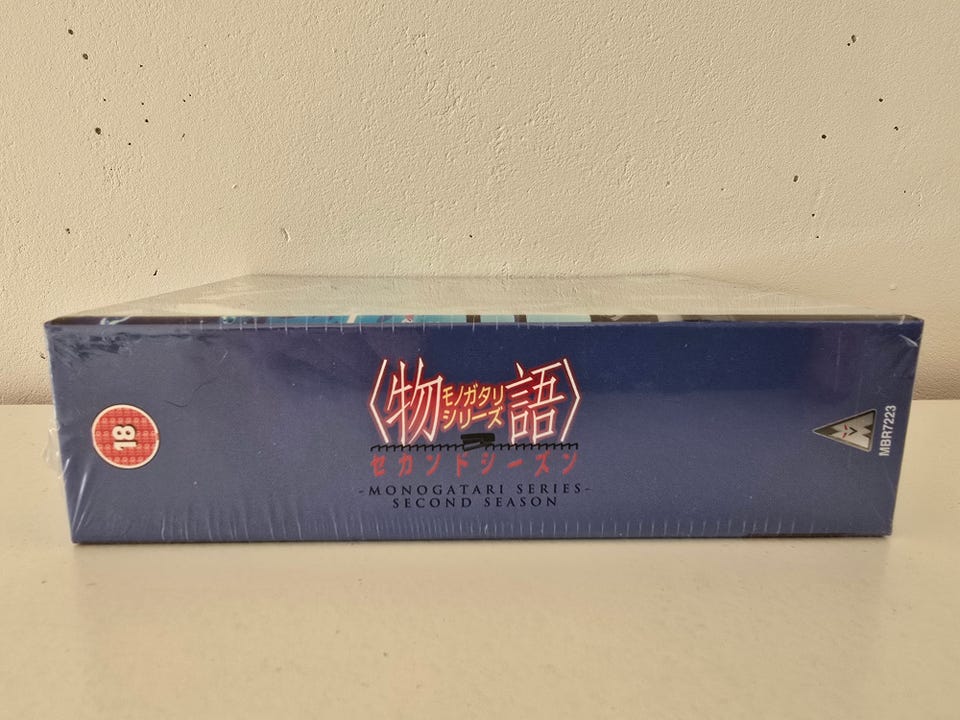 18
〈物モノガタリシリーズ語〉
セカンドシーズン
-MONOGATARI SERIES-
SECOND SEASON
MBR7223